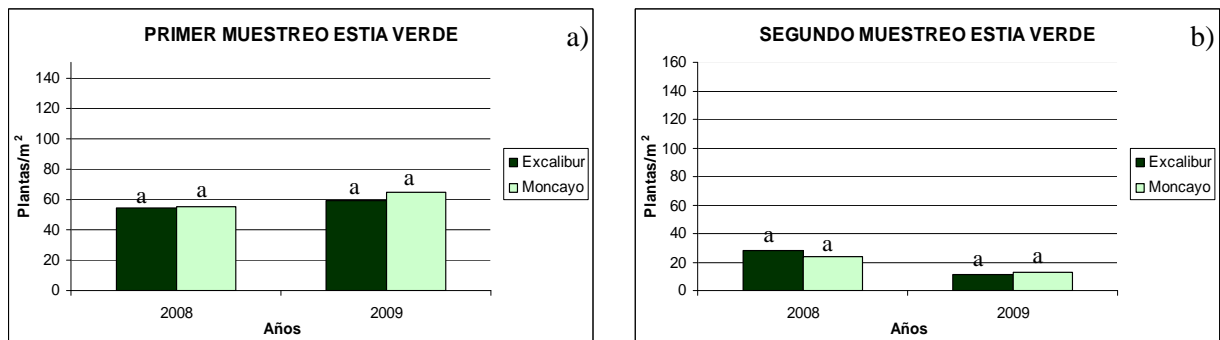 PRIMER MUESTREO ESTIA VERDE
a)
140
120
100
80
60
40
20
0
Plantas/m²
a a a a
2008 2009
Años
Excalibur
Moncayo
SEGUNDO MUESTREO ESTIA VERDE
b)
160
140
120
100
80
60
40
20
0
Plantas/m²
a a a a
2008 2009
Años
Excalibur
Moncayo